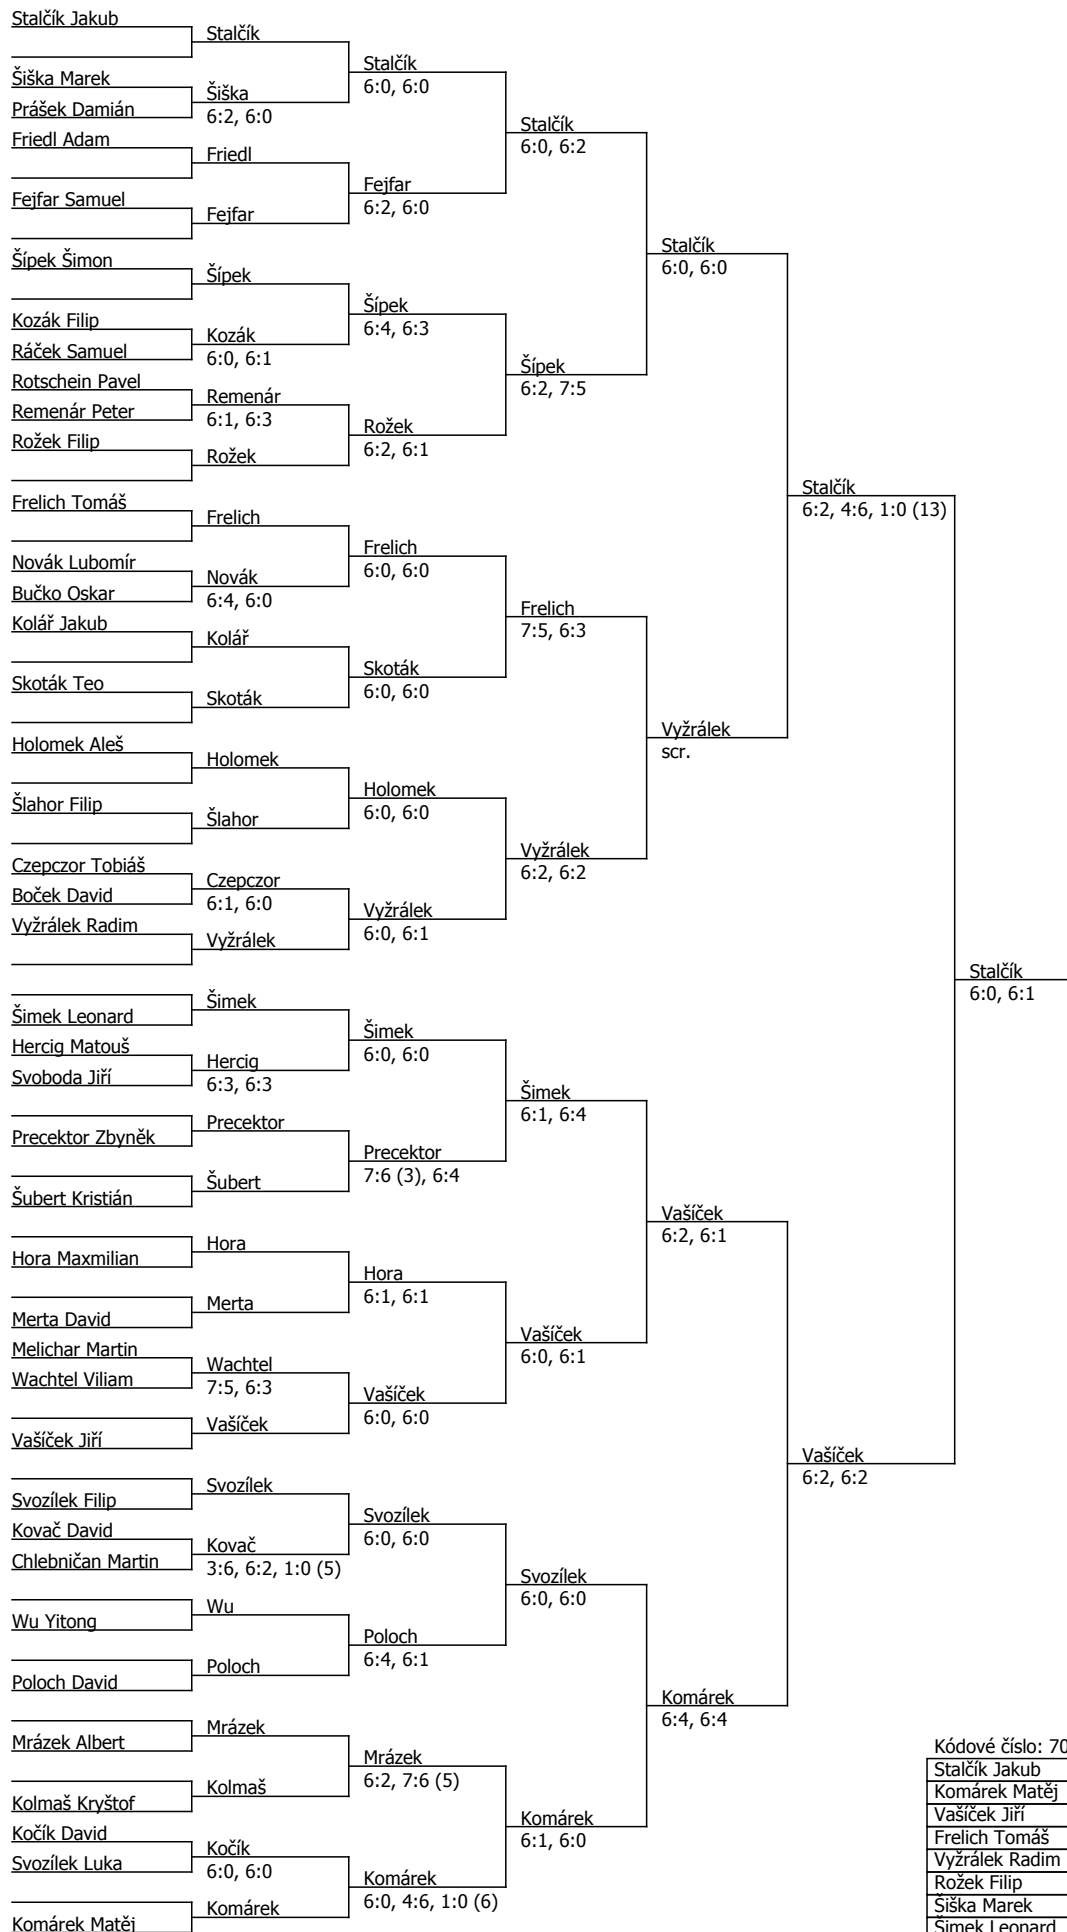 Stalčík Jakub
Šiška Marek
Prášek Damián
Friedl Adam
Fejfar Samuel
Šípek Šimon
Kozák Filip
Ráček Samuel
Rotschein Pavel
Remenár Peter
Rožek Filip
Frelich Tomáš
Novák Lubomír
Bučko Oskar
Kolář Jakub
Skoták Teo
Holomek Aleš
Šlahor Filip
Czepczor Tobiáš
Boček David
Vyžrálek Radim
Šimek Leonard
Hercig Matouš
Svoboda Jiří
Precektor Zbyněk
Šubert Kristián
Hora Maxmilian
Merta David
Melichar Martin
Wachtel Viliam
Vašíček Jiří
Svozílek Filip
Kovač David
Chlebničan Martin
Wu Yitong
Poloch David
Mrázek Albert
Kolmaš Kryštof
Kočík David
Svozílek Luka
Komárek Matěj
Stalčík
Šiška
6:2, 6:0
Friedl
Fejfar
Šípek
Kozák
6:0, 6:1
Remenár
6:1, 6:3
Rožek
Frelich
Novák
6:4, 6:0
Kolář
Skoták
Holomek
Šlahor
Czepczor
6:1, 6:0
Vyžrálek
Šimek
Hercig
6:3, 6:3
Precektor
Šubert
Hora
Merta
Wachtel
7:5, 6:3
Vašíček
Svozílek
Kovač
3:6, 6:2, 1:0 (5)
Wu
Poloch
Mrázek
Kolmaš
Kočík
6:0, 6:0
Komárek
Stalčík
6:0, 6:0
Fejfar
6:2, 6:0
Šípek
6:4, 6:3
Rožek
6:2, 6:1
Frelich
6:0, 6:0
Skoták
6:0, 6:0
Holomek
6:0, 6:0
Vyžrálek
6:0, 6:1
Šimek
6:0, 6:0
Precektor
7:6 (3), 6:4
Hora
6:1, 6:1
Vašíček
6:0, 6:0
Svozílek
6:0, 6:0
Poloch
6:4, 6:1
Mrázek
6:2, 7:6 (5)
Komárek
6:0, 4:6, 1:0 (6)
Stalčík
6:0, 6:2
Šípek
6:2, 7:5
Frelich
7:5, 6:3
Vyžrálek
6:2, 6:2
Šimek
6:1, 6:4
Vašíček
6:0, 6:1
Svozílek
6:0, 6:0
Komárek
6:1, 6:0
Stalčík
6:0, 6:0
Vyžrálek
scr.
Vašíček
6:2, 6:1
Komárek
6:4, 6:4
Stalčík
6:2, 4:6, 1:0 (13)
Vašíček
6:2, 6:2
Stalčík
6:0, 6:1
Kódové číslo: 70
Stalčík Jakub
Komárek Matěj
Vašíček Jiří
Frelich Tomáš
Vyžrálek Radim
Rožek Filip
Šiška Marek
Šimek Leonard